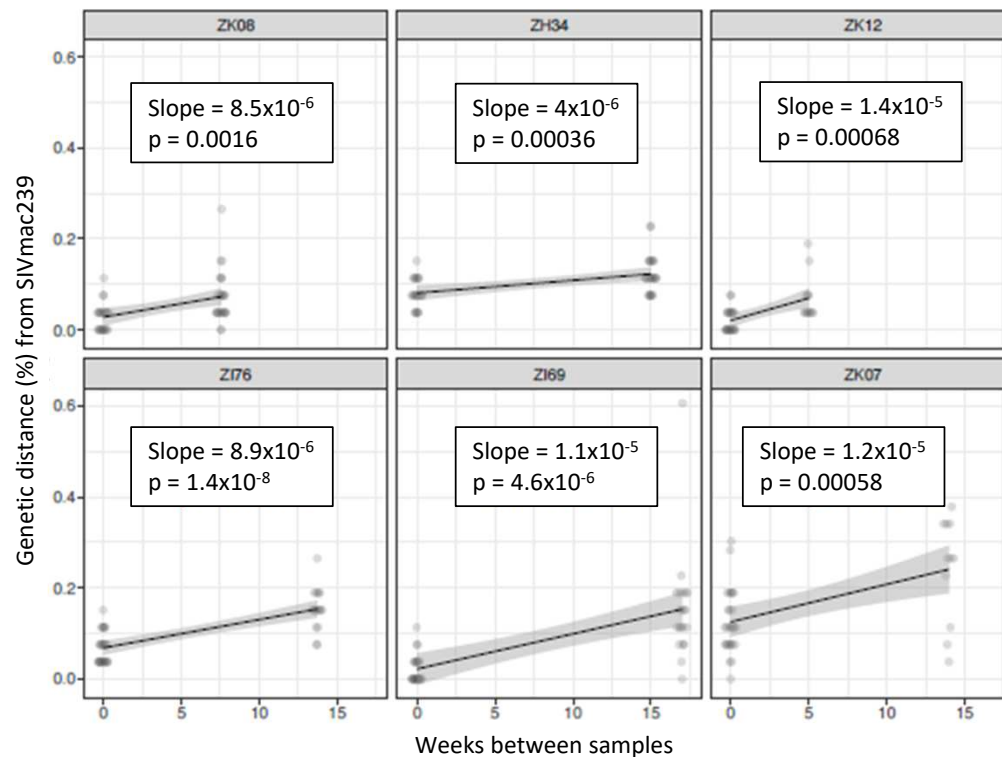 ZK08 ZH34 ZK12
Slope = 8.5x10⁻⁶
p = 0.0016
Slope = 4x10⁻⁶
p = 0.00036
Slope = 1.4x10⁻⁵
p = 0.00068
0.6
0.4
0.2
0.0
Genetic distance (%) from SIVmac239
ZI76 ZI69 ZK07
Slope = 8.9x10⁻⁶
p = 1.4x10⁻⁸
Slope = 1.1x10⁻⁵
p = 4.6x10⁻⁶
Slope = 1.2x10⁻⁵
p = 0.00058
0.6
0.4
0.2
0.0
0 5 10 15 0 5 10 15 0 5 10 15
Weeks between samples